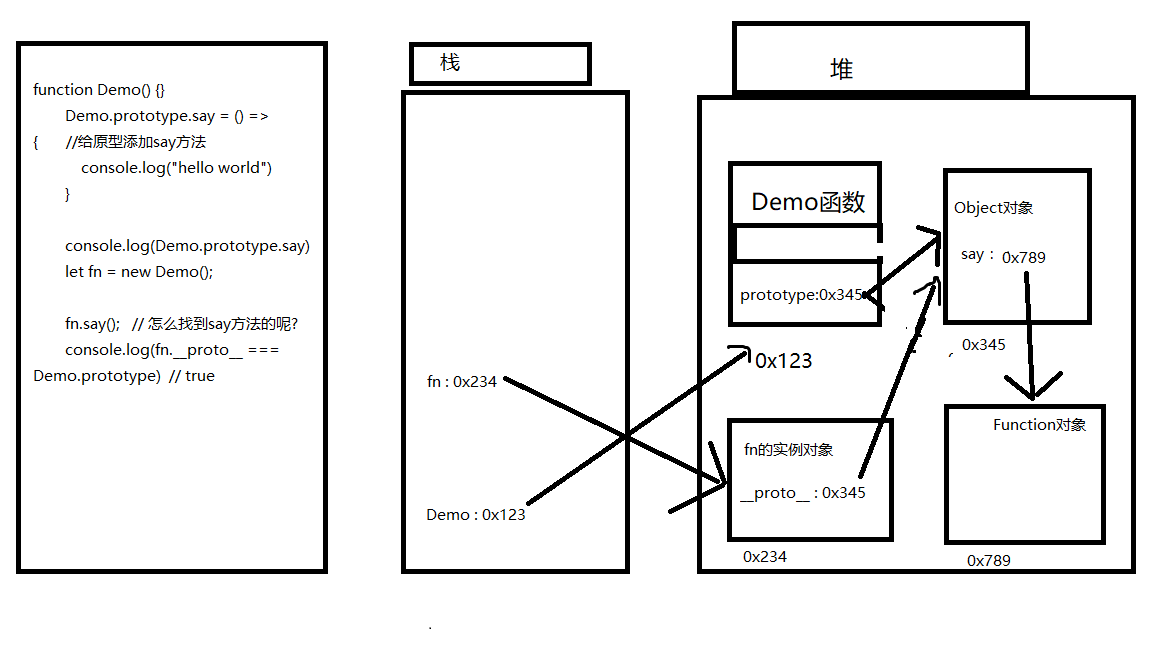 function Demo() {}
Demo.prototype.say = () =>
{ //给原型添加say方法
console.log("hello world")
}
console.log(Demo.prototype.say)
let fn = new Demo();
fn.say(); // 怎么找到say方法的呢?
console.log(fn.__proto__ ===
Demo.prototype) // true
栈
fn : 0x234
Demo : 0x123
堆
Demo函数
prototype:0x345
0x123
Object对象
say : 0x789
0x345
fn的实例对象
__proto__ : 0x345
0x234
Function对象
0x789